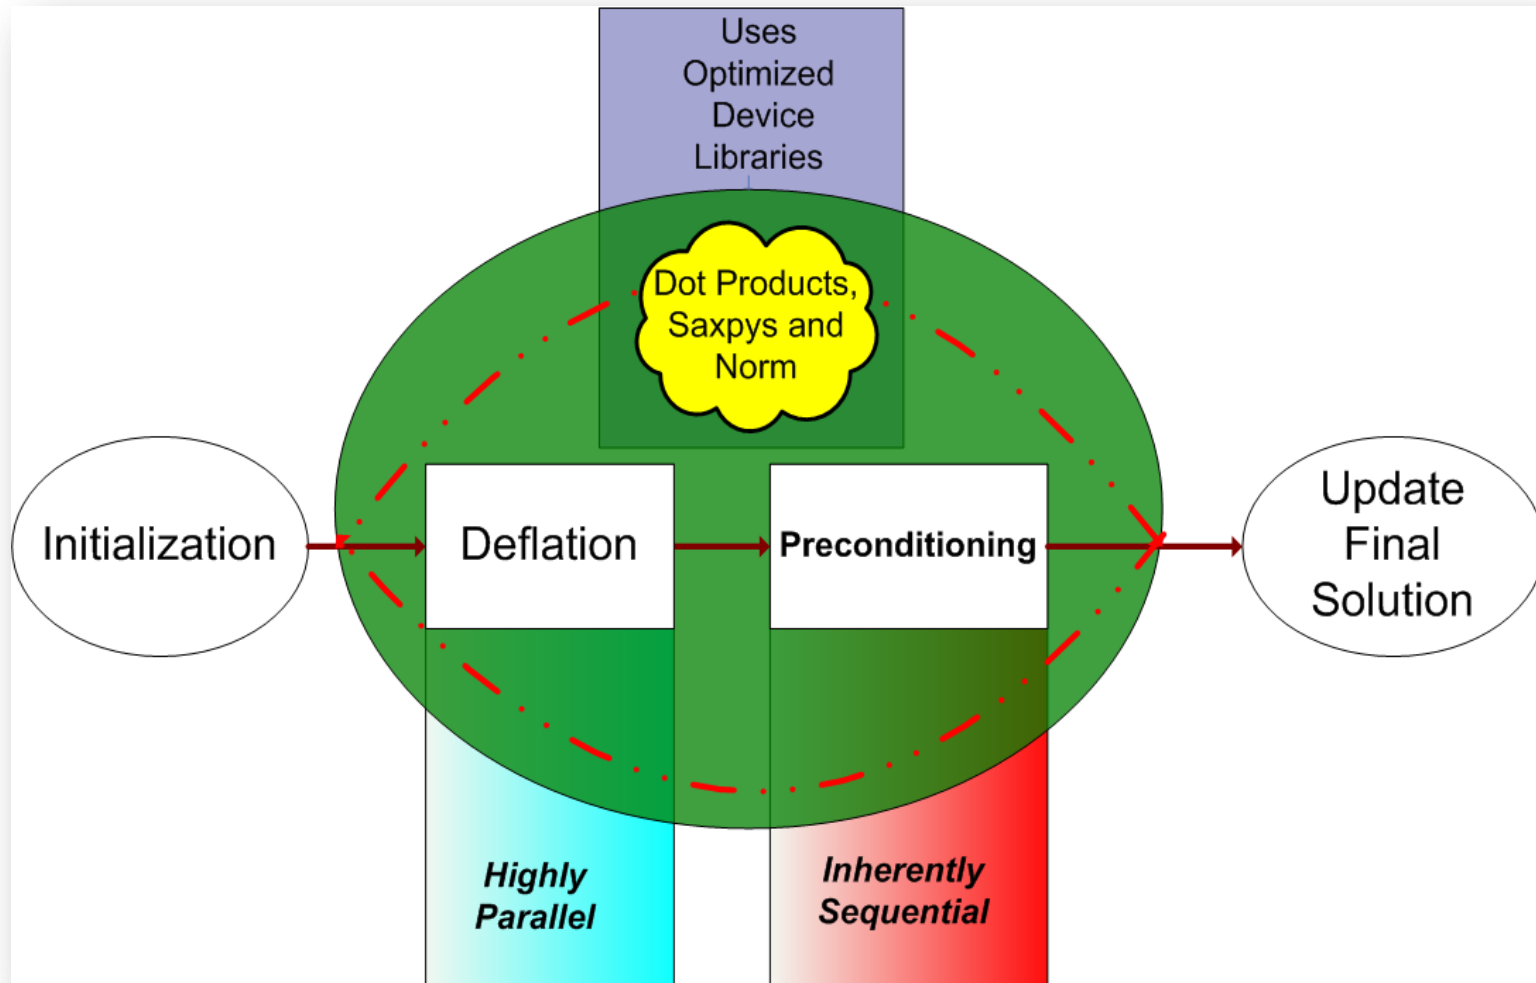 Uses
Optimized
Device
Libraries
Dot Products,
Saxpys and
Norm
Initialization
Deflation
Preconditioning
Update
Final
Solution
Highly
Parallel
Inherently
Sequential